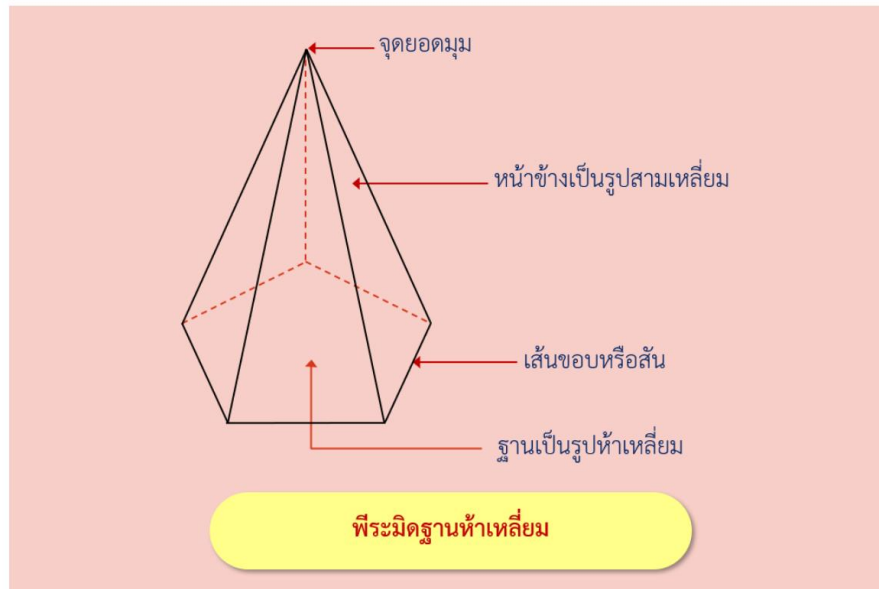 จุดยอดมุม
หน้าข้างเป็นรูปสามเหลี่ยม
เส้นขอบหรือสัน
ฐานเป็นรูปห้าเหลี่ยม
พีระมิดฐานห้าเหลี่ยม